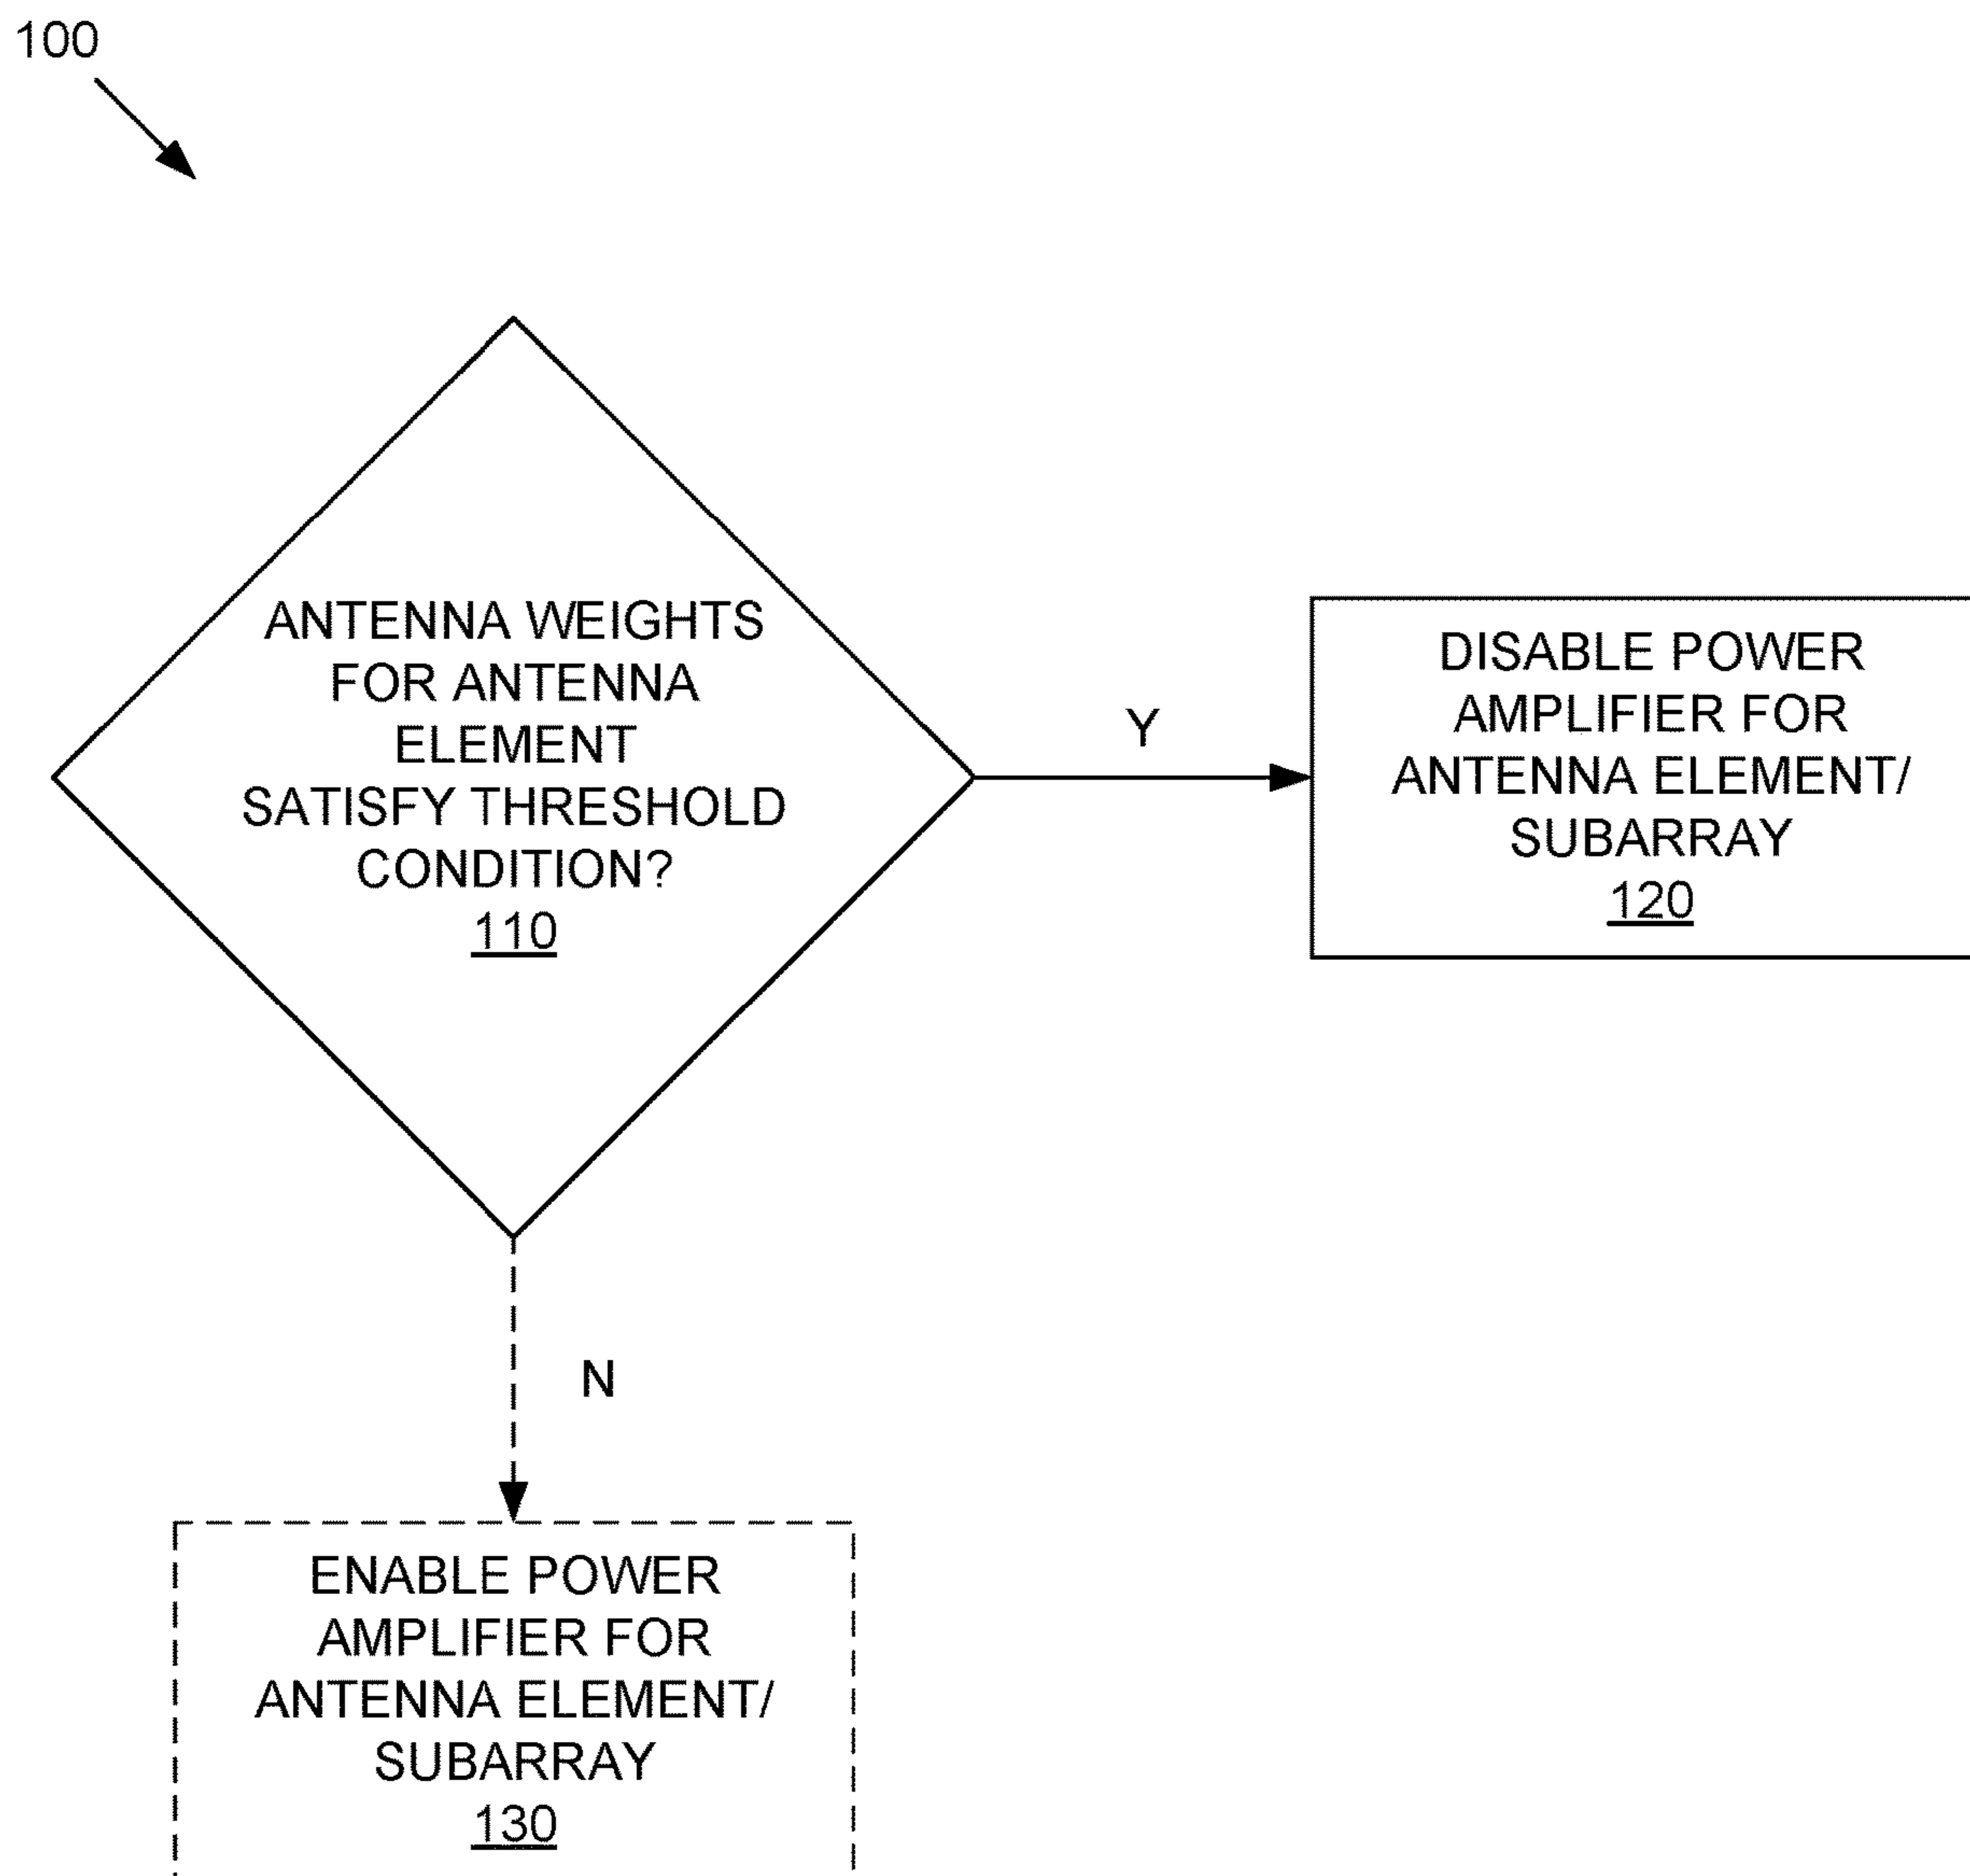 100
ANTENNA WEIGHTS
FOR ANTENNA
ELEMENT
SATISFY THRESHOLD
CONDITION?
110
Y
DISABLE POWER
AMPLIFIER FOR
ANTENNA ELEMENT/
SUBARRAY
120
N
ENABLE POWER
AMPLIFIER FOR
ANTENNA ELEMENT/
SUBARRAY
130